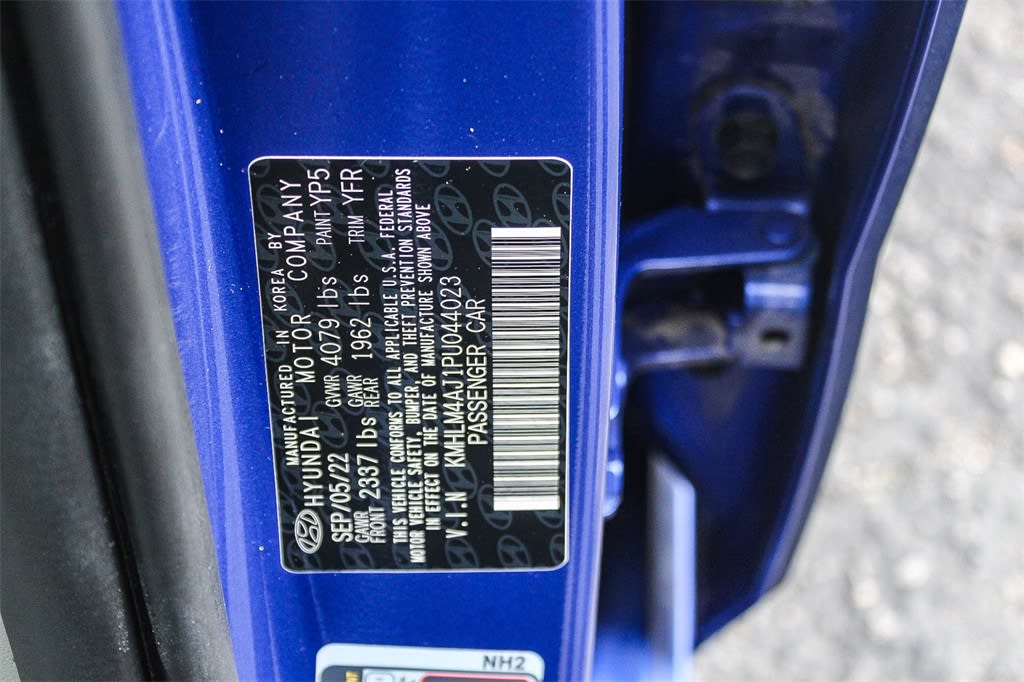 MANUFACTURED IN KOREA BY
HYUNDAI MOTOR COMPANY
SEP/05/22 GVWR 4079 lbs PAINT YP5
GAWR FRONT 2337 lbs GAWR REAR 1962 lbs TRIM YFR
THIS VEHICLE CONFORMS TO ALL APPLICABLE U.S.A. FEDERAL
MOTOR VEHICLE SAFETY, BUMPER, AND THEFT PREVENTION STANDARDS
IN EFFECT ON THE DATE OF MANUFACTURE SHOWN ABOVE
V.I.N KMHLM4AJ1PU044023
PASSENGER CAR
NH2